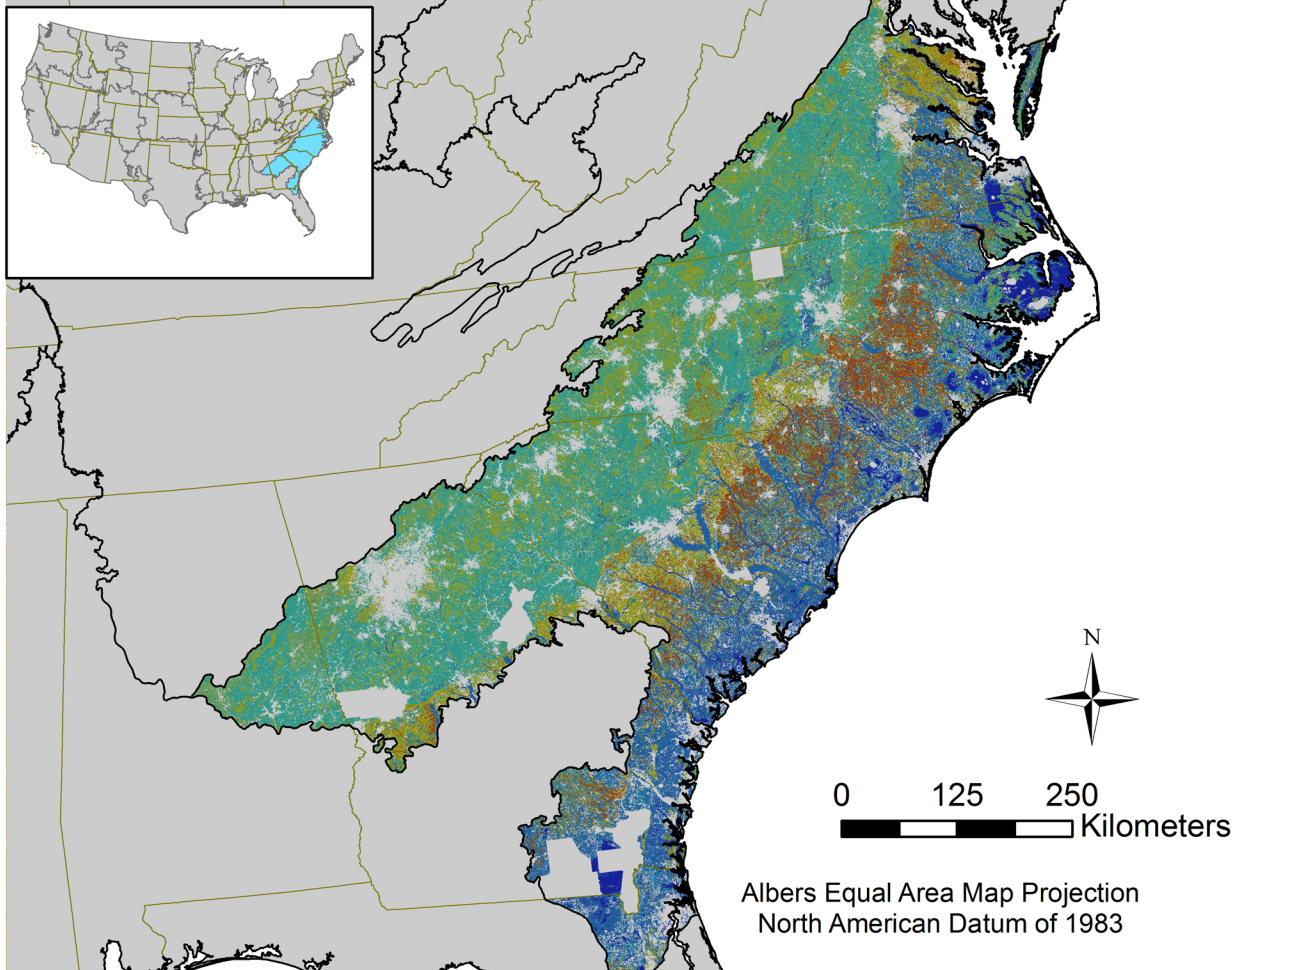 N
0 125 250
Kilometers
Albers Equal Area Map Projection
North American Datum of 1983